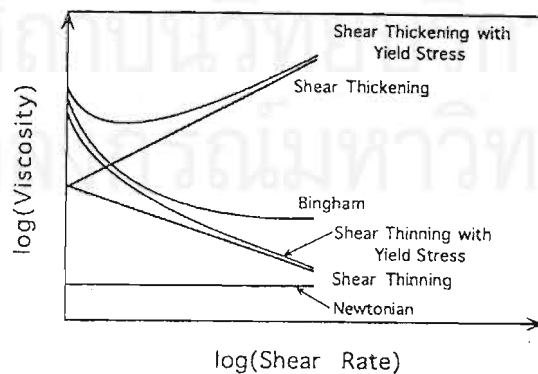 Shear Thickening with
Yield Stress
Shear Thickening
Bingham
Shear Thinning with
Yield Stress
Shear Thinning
Newtonian
log(Viscosity)
log(Shear Rate)